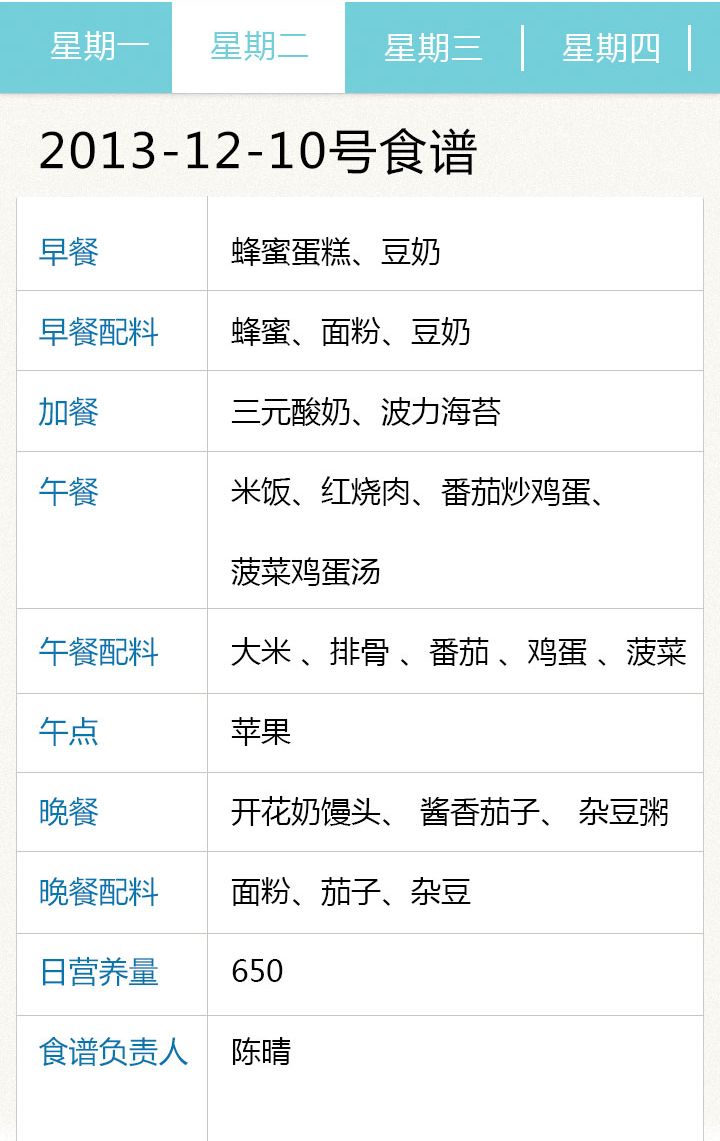 星期一 星期二 星期三 星期四
2013-12-10号食谱
早餐 蜂蜜蛋糕、豆奶
早餐配料 蜂蜜、面粉、豆奶
加餐 三元酸奶、波力海苔
午餐 米饭、红烧肉、番茄炒鸡蛋、
菠菜鸡蛋汤
午餐配料 大米 、排骨 、番茄 、鸡蛋 、菠菜
午点 苹果
晚餐 开花奶馒头、 酱香茄子、 杂豆粥
晚餐配料 面粉、茄子、杂豆
日营养量 650
食谱负责人 陈晴